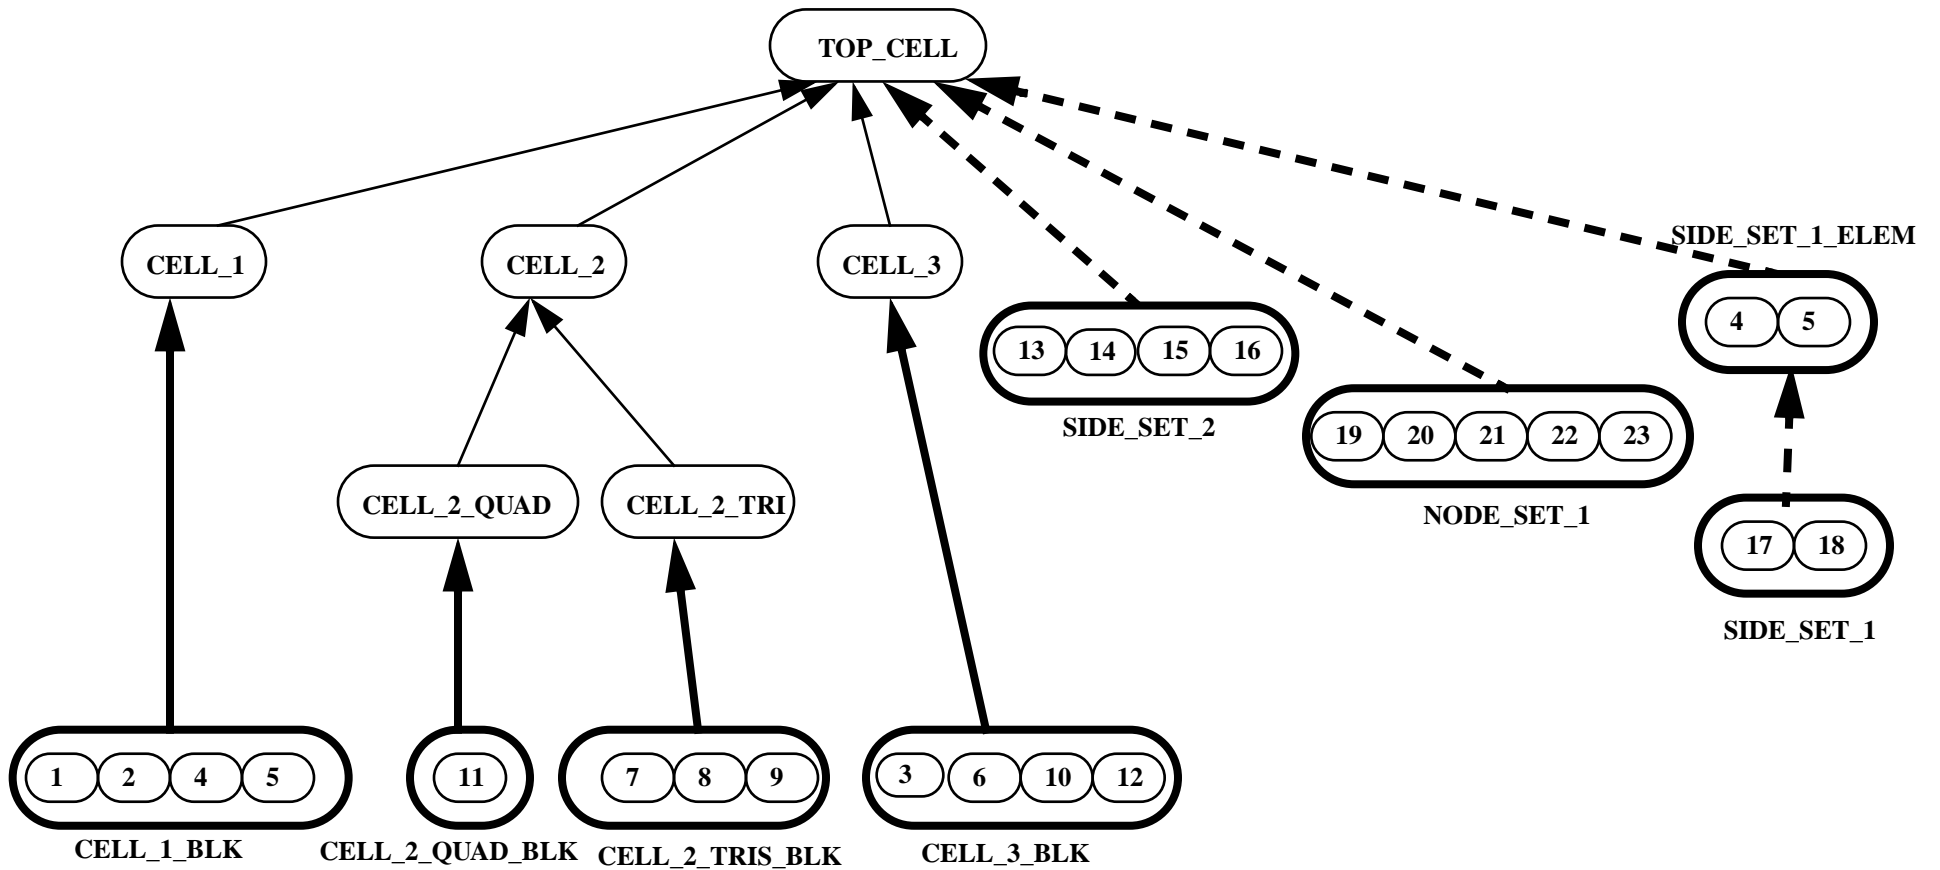 TOP_CELL
CELL_1
CELL_2
CELL_3
SIDE_SET_1_ELEM
4 5
13 14 15 16
SIDE_SET_2
19 20 21 22 23
NODE_SET_1
CELL_2_QUAD
CELL_2_TRI
17 18
SIDE_SET_1
1 2 4 5
CELL_1_BLK
11
CELL_2_QUAD_BLK
7 8 9
CELL_2_TRIS_BLK
3 6 10 12
CELL_3_BLK